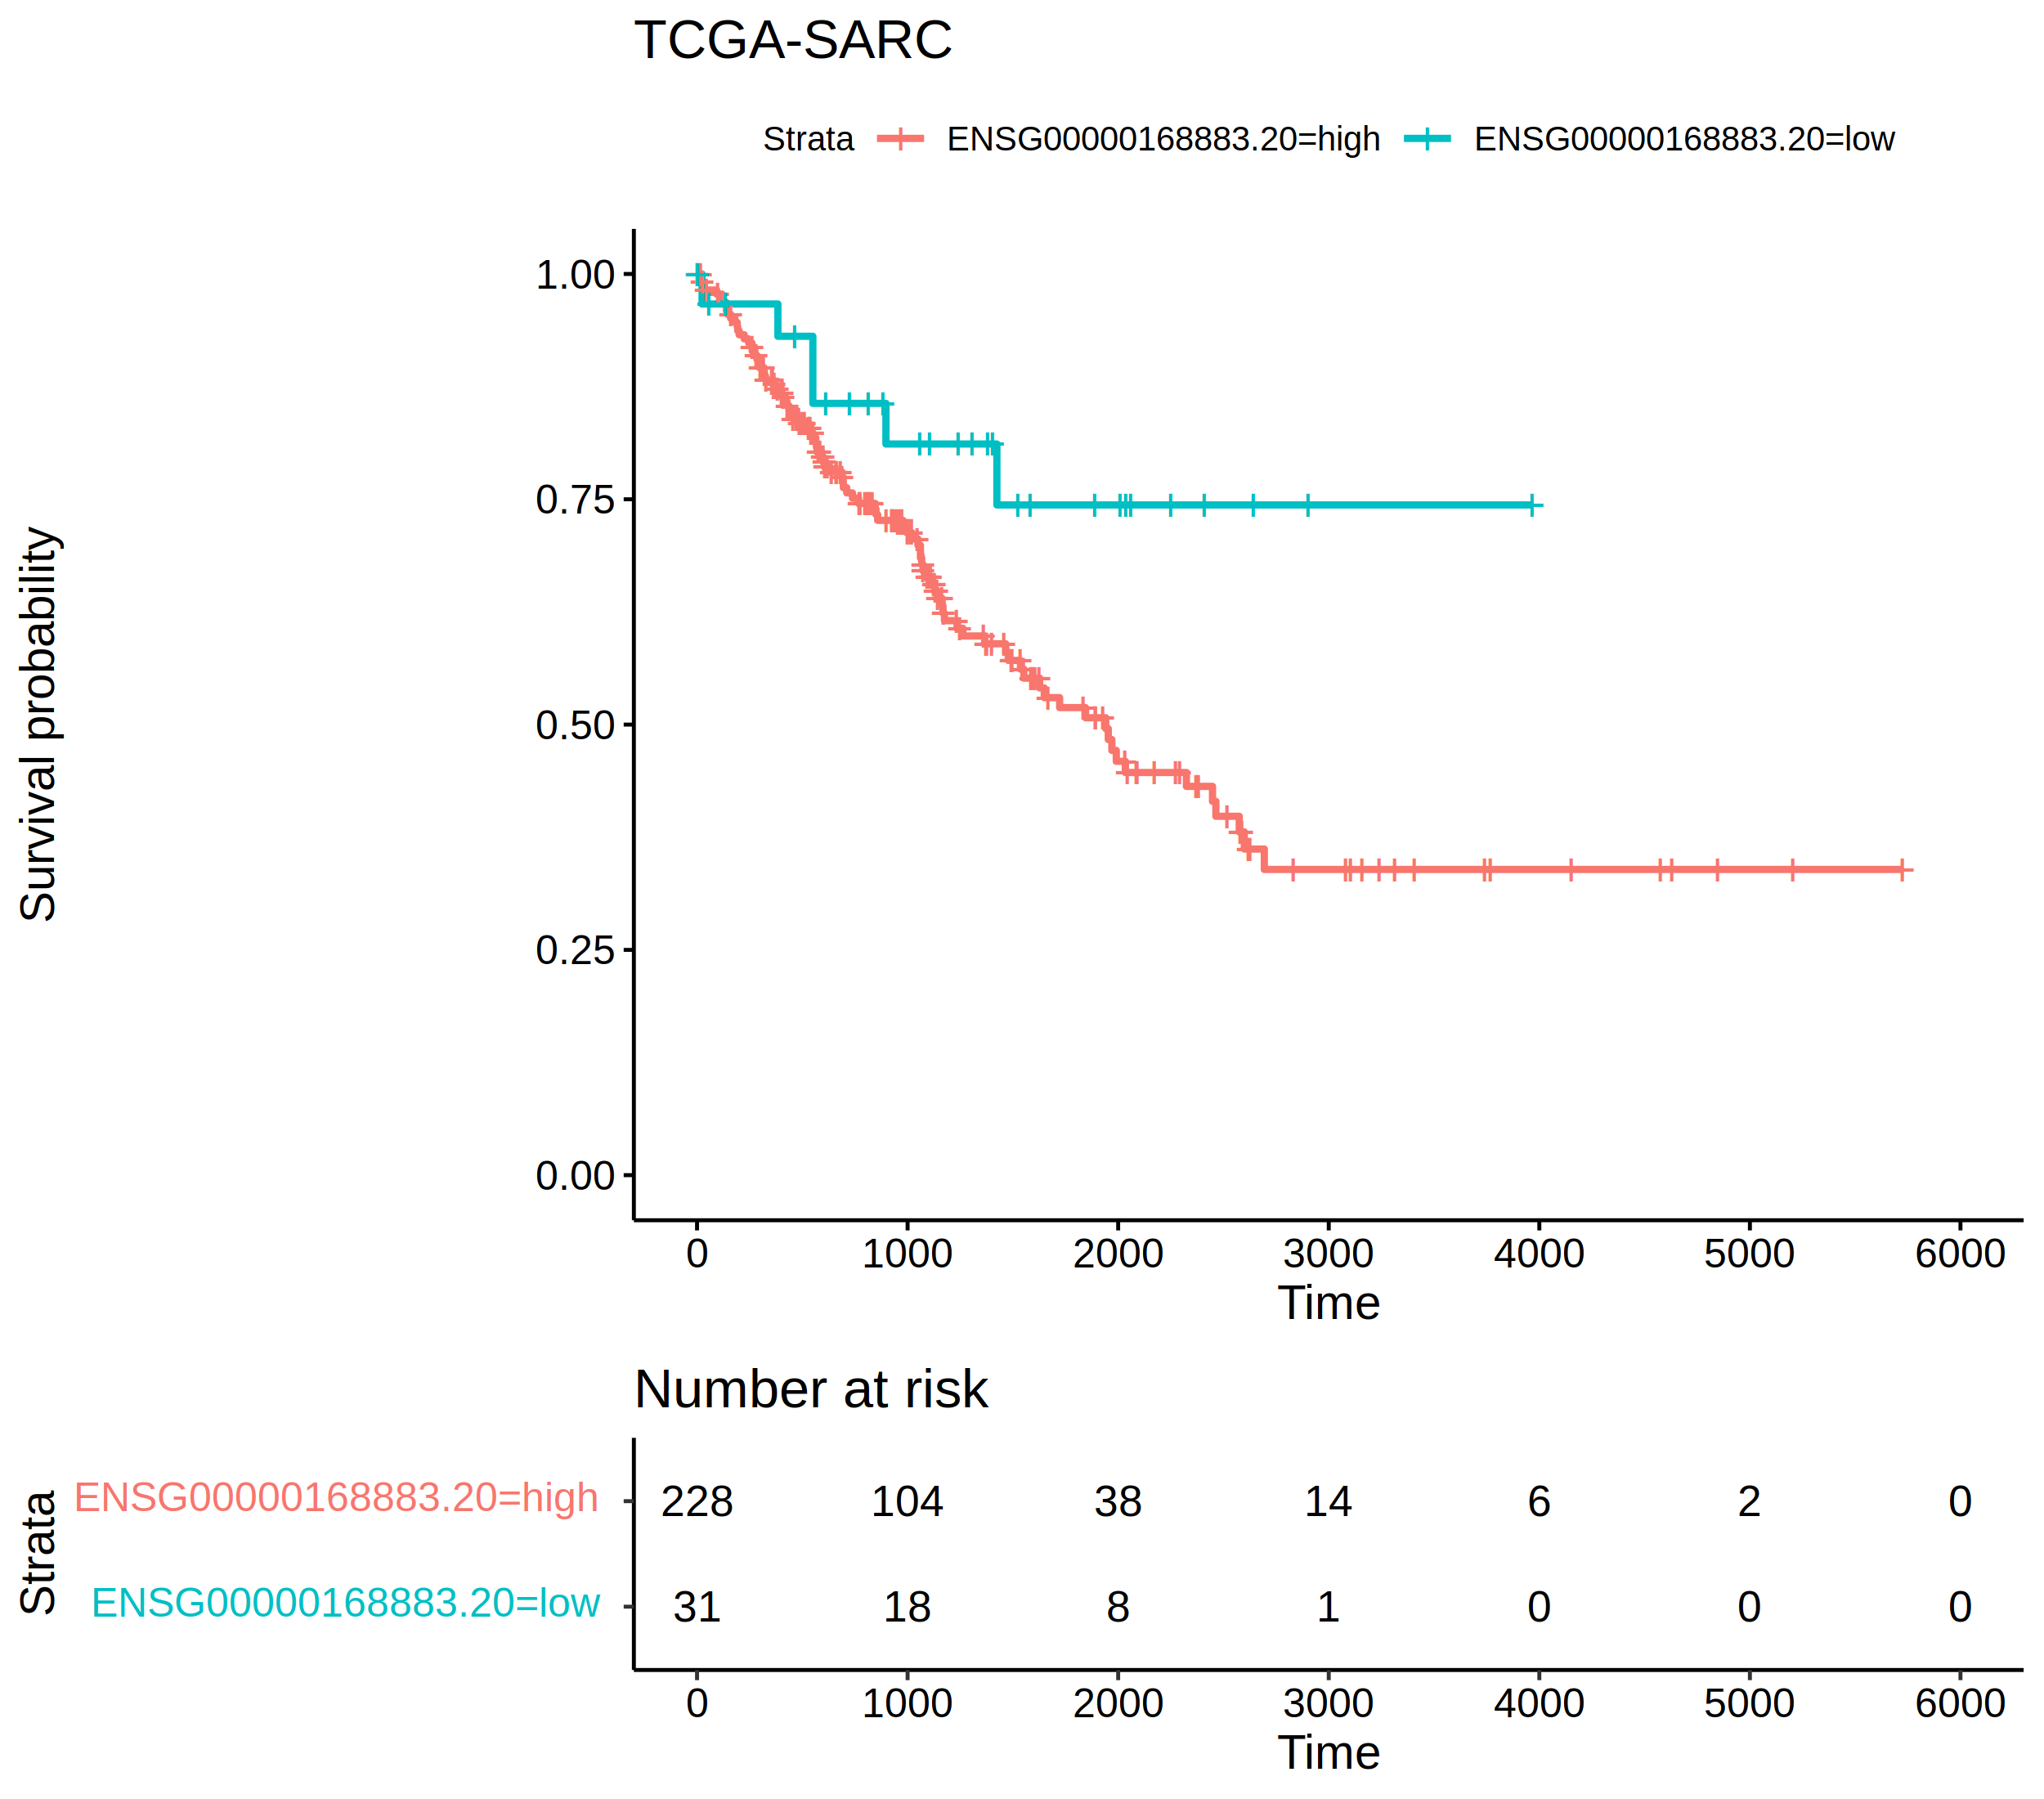 TCGA-SARC
Strata ENSG00000168883.20=high ENSG00000168883.20=low
Survival probability
1.00
0.75
0.50
0.25
0.00
0 1000 2000 3000 4000 5000 6000
Time
Number at risk
Strata
ENSG00000168883.20=high 228 104 38 14 6 2 0
ENSG00000168883.20=low 31 18 8 1 0 0 0
0 1000 2000 3000 4000 5000 6000
Time